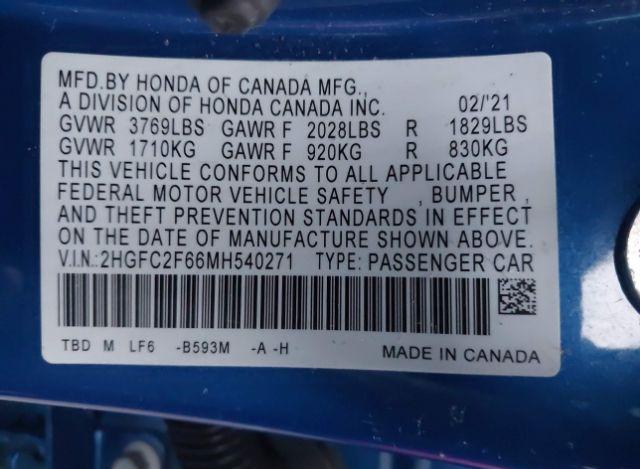 MFD.BY HONDA OF CANADA MFG.,
A DIVISION OF HONDA CANADA INC. 02/'21
GVWR 3769LBS GAWR F 2028LBS R 1829LBS
GVWR 1710KG GAWR F 920KG R 830KG
THIS VEHICLE CONFORMS TO ALL APPLICABLE
FEDERAL MOTOR VEHICLE SAFETY , BUMPER ,
AND THEFT PREVENTION STANDARDS IN EFFECT
ON THE DATE OF MANUFACTURE SHOWN ABOVE.
V.I.N.:2HGFC2F66MH540271 TYPE: PASSENGER CAR
TBD M LF6 -B593M -A -H MADE IN CANADA